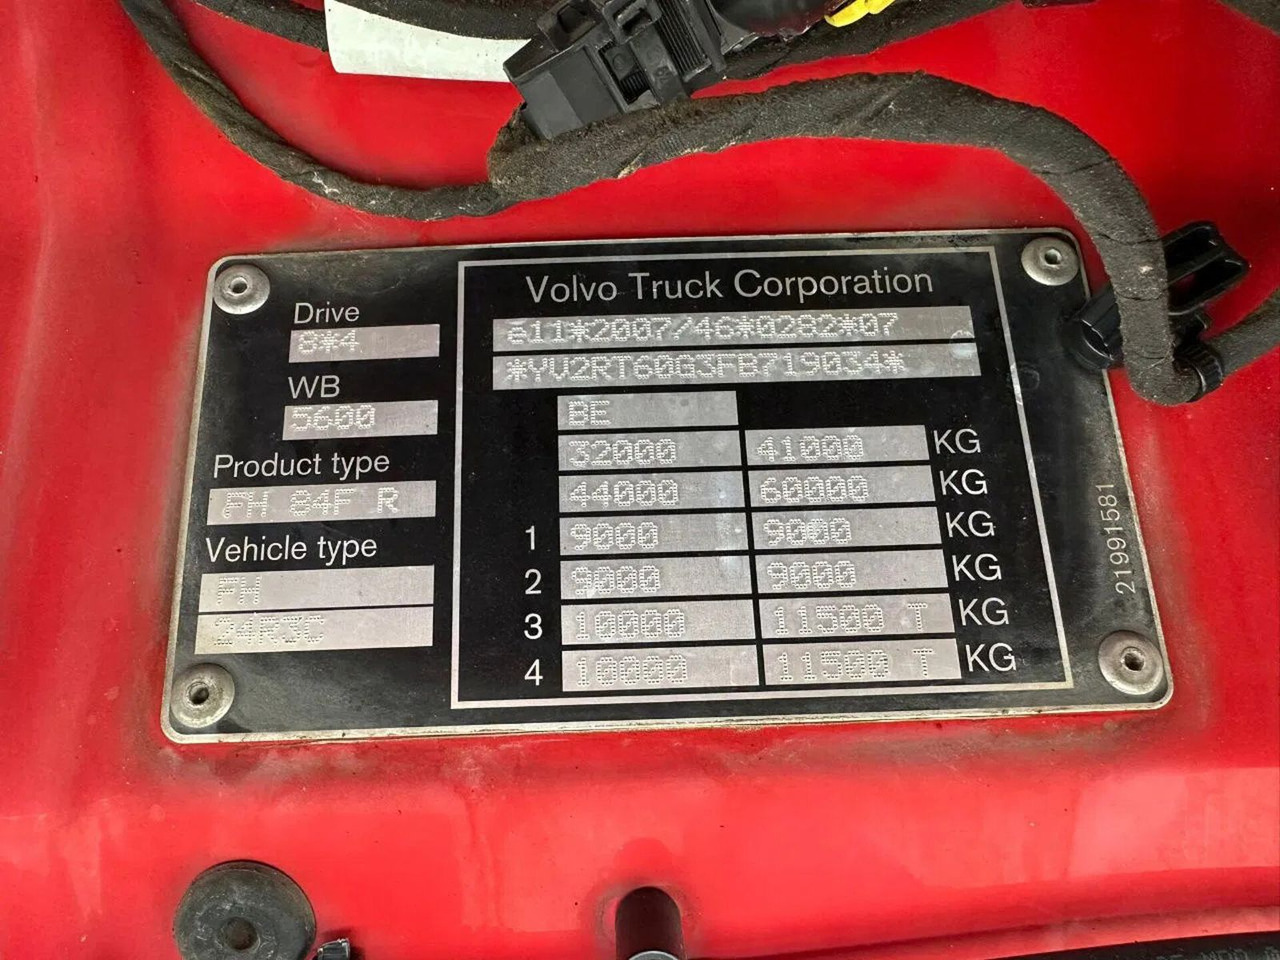 Drive
8*4
WB
5600
Product type
FH 84F R
Vehicle type
FH
24R3C
Volvo Truck Corporation
e11*2007/46*0282*07
*YV2RT60G3FB719034*
BE
32000 41000 KG
44000 60000 KG
1 9000 9000 KG
2 9000 9000 KG
3 10000 11500 T KG
4 10000 11500 T KG
21991581